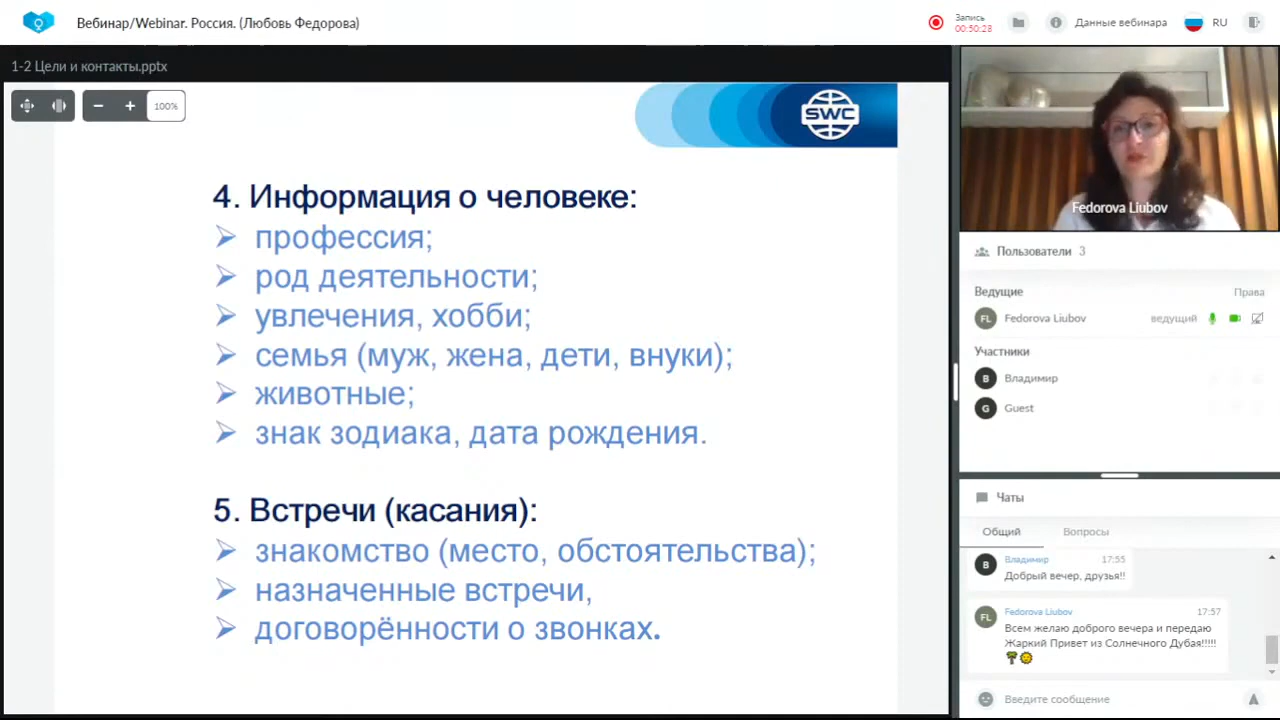 Вебинар/Webinar. Россия. (Любовь Федорова)
Запись
00:50:28
Данные вебинара
RU
1-2 Цели и контакты.pptx
100%
SWC
4. Информация о человеке:
профессия;
род деятельности;
увлечения, хобби;
семья (муж, жена, дети, внуки);
животные;
знак зодиака, дата рождения.
5. Встречи (касания):
знакомство (место, обстоятельства);
назначенные встречи,
договорённости о звонках.
Fedorova Liubov
Пользователи 3
Ведущие Права
FL Fedorova Liubov ведущий
Участники
В Владимир
G Guest
Чаты
Общий Вопросы
В Владимир 17:55
Добрый вечер, друзья!!
FL Fedorova Liubov 17:57
Всем желаю доброго вечера и передаю
Жаркий Привет из Солнечного Дубая!!!!!
🌴🌞
Введите сообщение